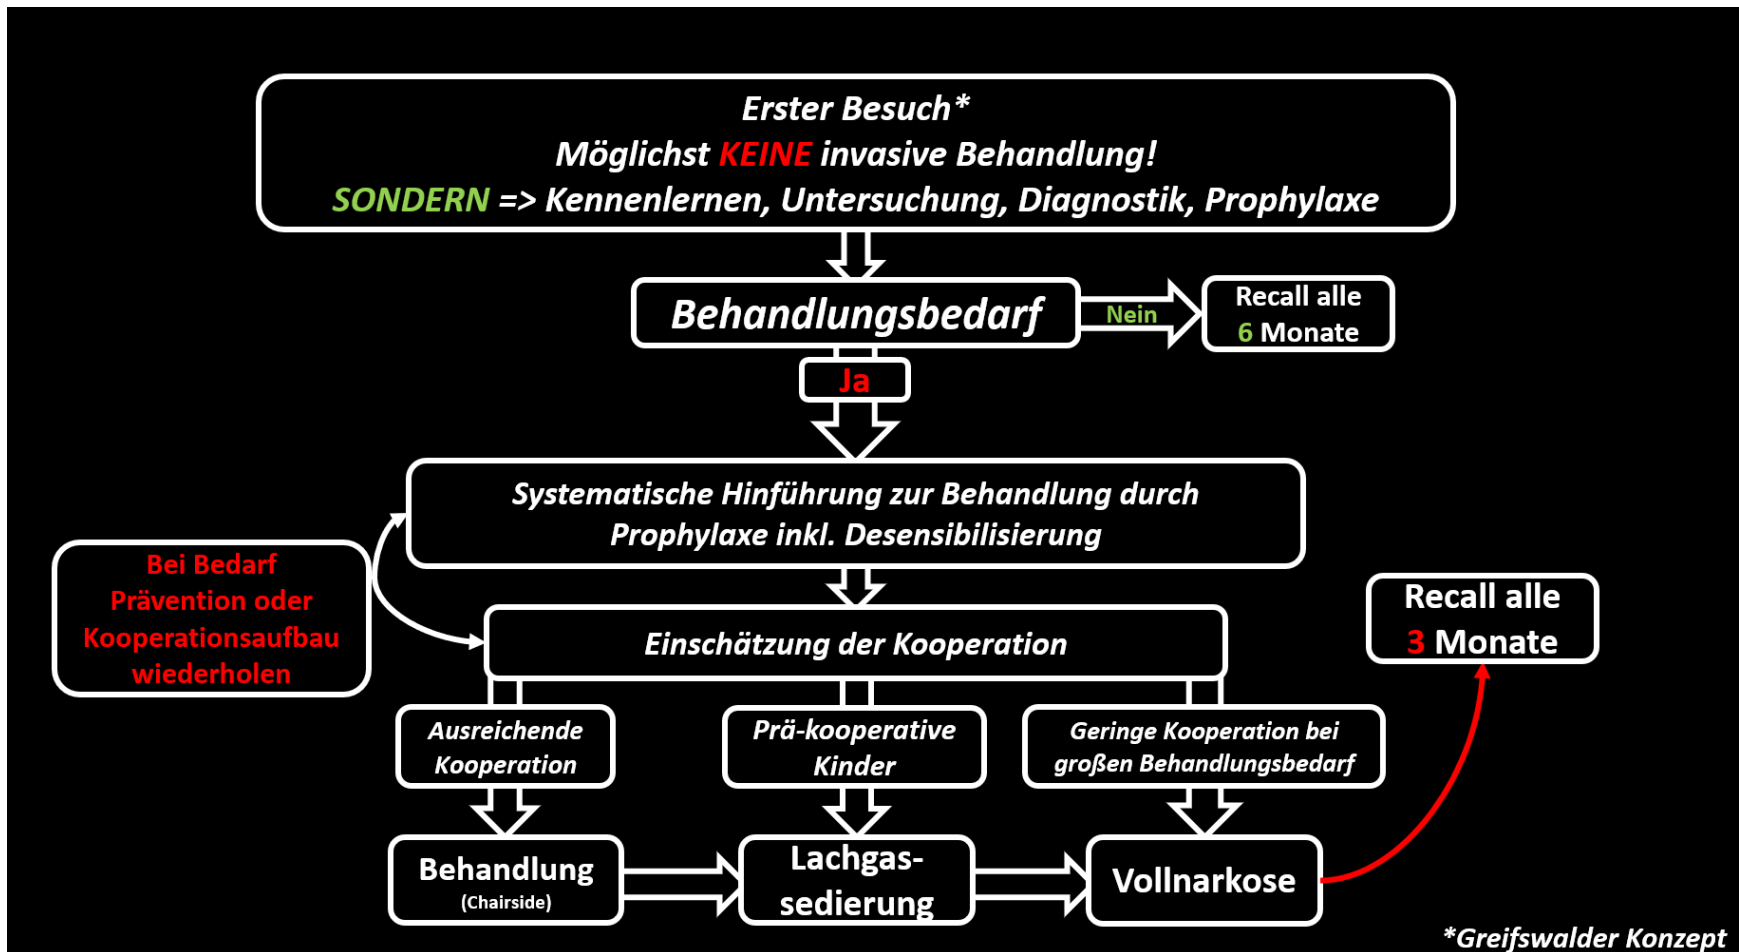 Erster Besuch*
Möglichst KEINE invasive Behandlung!
SONDERN => Kennenlernen, Untersuchung, Diagnostik, Prophylaxe
Behandlungsbedarf
Nein
Recall alle
6 Monate
Ja
Systematische Hinführung zur Behandlung durch
Prophylaxe inkl. Desensibilisierung
Bei Bedarf
Prävention oder
Kooperationsaufbau
wiederholen
Einschätzung der Kooperation
Recall alle
3 Monate
Ausreichende
Kooperation
Prä-kooperative
Kinder
Geringe Kooperation bei
großen Behandlungsbedarf
Behandlung
(Chairside)
Lachgas-
sedierung
Vollnarkose
*Greifswalder Konzept